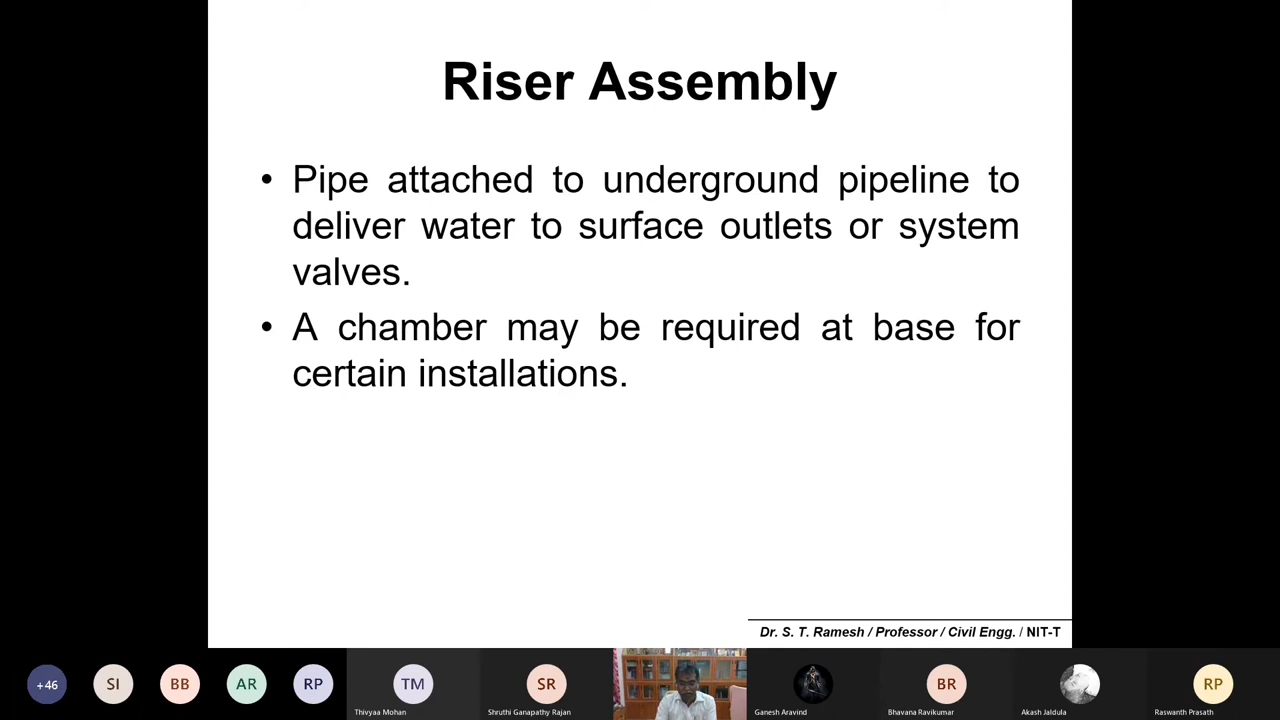 Riser Assembly
• Pipe attached to underground pipeline to
deliver water to surface outlets or system
valves.
• A chamber may be required at base for
certain installations.
Dr. S. T. Ramesh / Professor / Civil Engg. / NIT-T
+46
SI
BB
AR
RP
TM
SR
BR
RP
Thivyaa Mohan
Shruthi Ganapathy Rajan
Ganesh Aravind
Bhavana Ravikumar
Akash Jaldula
Raswanth Prasath